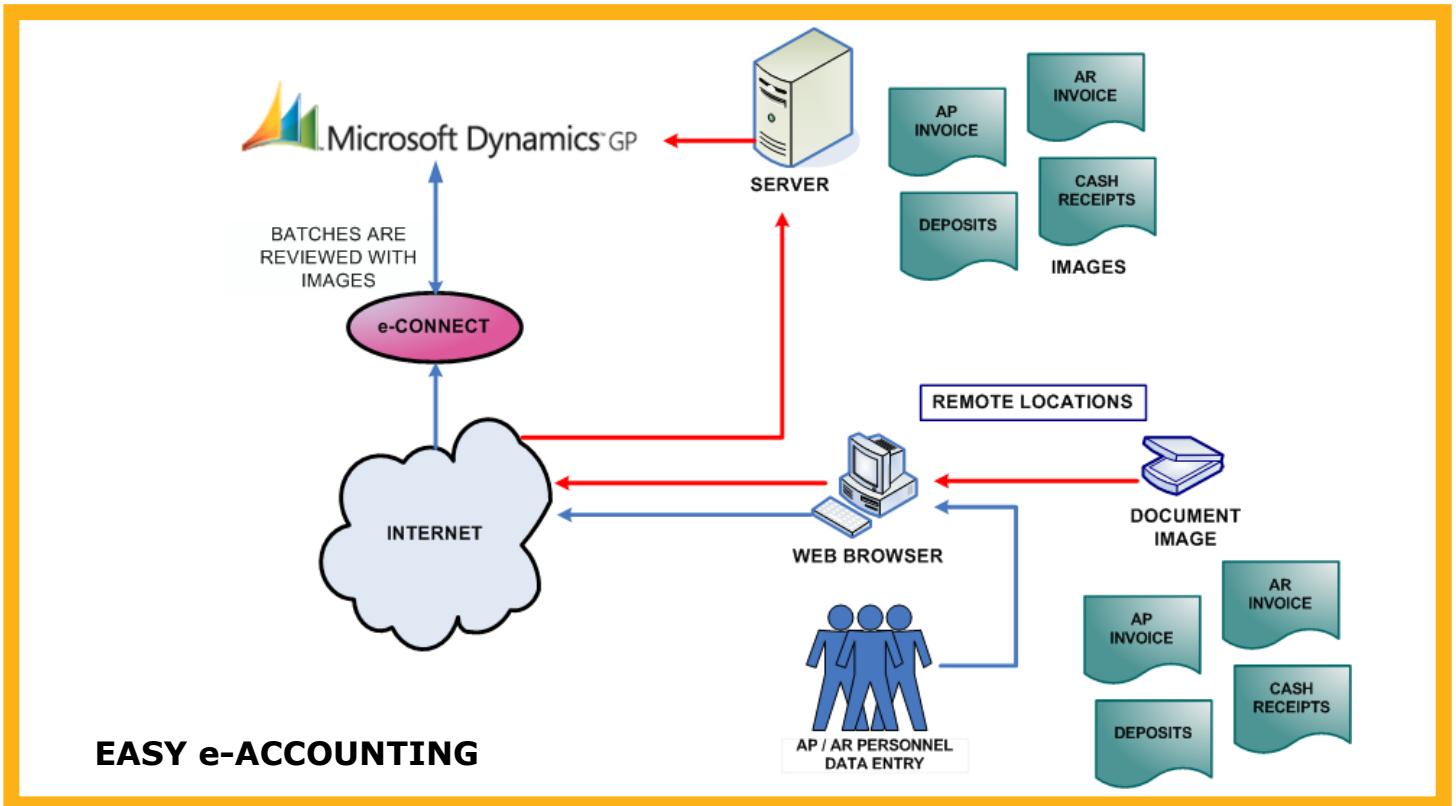 Microsoft Dynamics™ GP
SERVER
AP
INVOICE
AR
INVOICE
DEPOSITS
CASH
RECEIPTS
IMAGES
BATCHES ARE
REVIEWED WITH
IMAGES
e-CONNECT
INTERNET
REMOTE LOCATIONS
WEB BROWSER
DOCUMENT
IMAGE
AP / AR PERSONNEL
DATA ENTRY
AP
INVOICE
AR
INVOICE
DEPOSITS
CASH
RECEIPTS
EASY e-ACCOUNTING